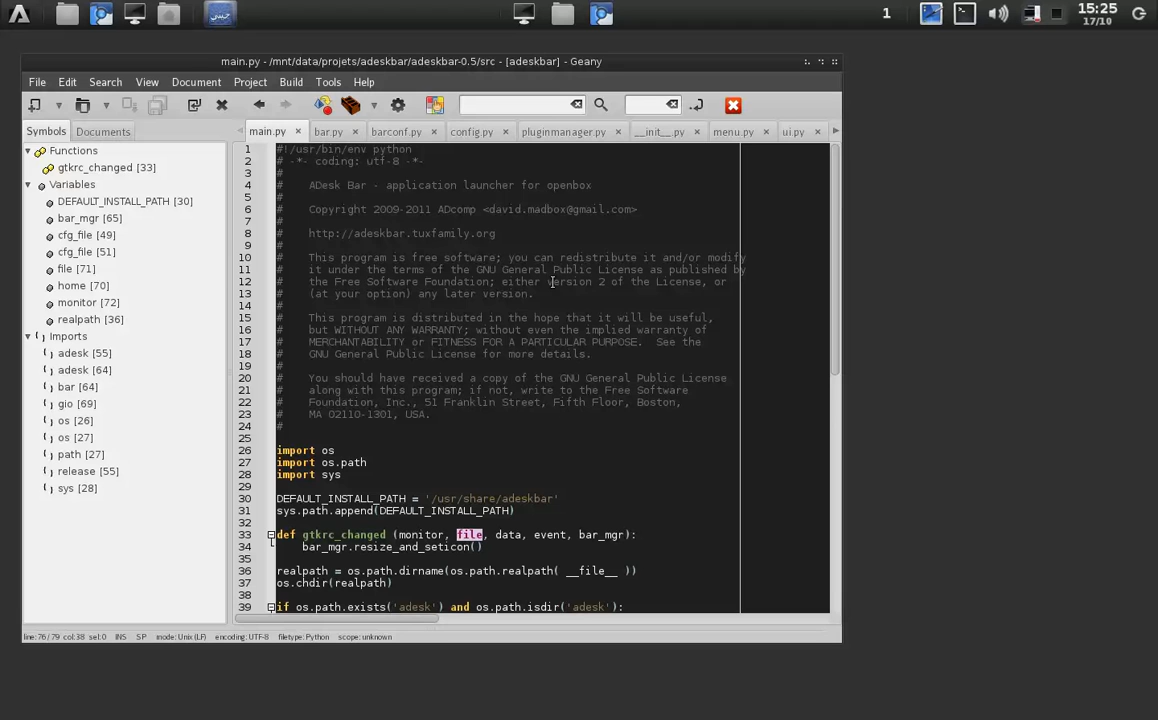 جيبتي
1
15:25
17/10
main.py - /mnt/data/projets/adeskbar/adeskbar-0.5/src - [adeskbar] - Geany
File Edit Search View Document Project Build Tools Help
Symbols Documents
main.py bar.py barconf.py config.py pluginmanager.py __init__.py menu.py ui.py
Functions
gtkrc_changed [33]
Variables
DEFAULT_INSTALL_PATH [30]
bar_mgr [65]
cfg_file [49]
cfg_file [51]
file [71]
home [70]
monitor [72]
realpath [36]
Imports
adesk [55]
adesk [64]
bar [64]
gio [69]
os [26]
os [27]
path [27]
release [55]
sys [28]
1 #!/usr/bin/env python
2 # -*- coding: utf-8 -*-
3 #
4 #    ADesk Bar - application launcher for openbox
5 #
6 #    Copyright 2009-2011 ADcomp <david.madbox@gmail.com>
7 #
8 #    http://adeskbar.tuxfamily.org
9 #
10 #    This program is free software; you can redistribute it and/or modify
11 #    it under the terms of the GNU General Public License as published by
12 #    the Free Software Foundation; either version 2 of the License, or
13 #    (at your option) any later version.
14 #
15 #    This program is distributed in the hope that it will be useful,
16 #    but WITHOUT ANY WARRANTY; without even the implied warranty of
17 #    MERCHANTABILITY or FITNESS FOR A PARTICULAR PURPOSE.  See the
18 #    GNU General Public License for more details.
19 #
20 #    You should have received a copy of the GNU General Public License
21 #    along with this program; if not, write to the Free Software
22 #    Foundation, Inc., 51 Franklin Street, Fifth Floor, Boston,
23 #    MA 02110-1301, USA.
24 #
25
26 import os
27 import os.path
28 import sys
29
30 DEFAULT_INSTALL_PATH = '/usr/share/adeskbar'
31 sys.path.append(DEFAULT_INSTALL_PATH)
32
33 def gtkrc_changed (monitor, file, data, event, bar_mgr):
34     bar_mgr.resize_and_seticon()
35
36 realpath = os.path.dirname(os.path.realpath( __file__ ))
37 os.chdir(realpath)
38
39 if os.path.exists('adesk') and os.path.isdir('adesk'):
line: 76 / 79 col: 38 sel: 0 INS SP mode: Unix (LF) encoding: UTF-8 filetype: Python scope: unknown